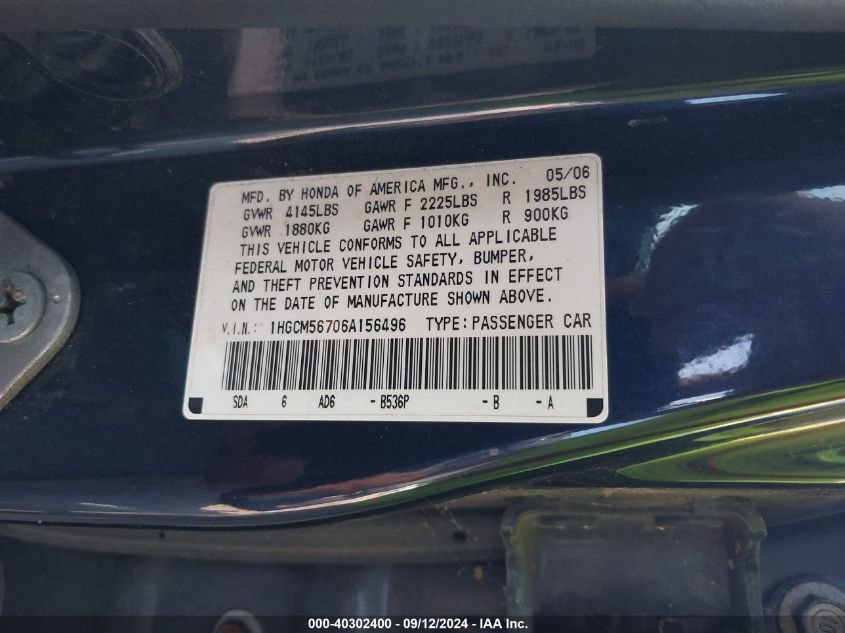 MFD. BY HONDA OF AMERICA MFG., INC. 05/06
GVWR 4145LBS GAWR F 2225LBS R 1985LBS
GVWR 1880KG GAWR F 1010KG R 900KG
THIS VEHICLE CONFORMS TO ALL APPLICABLE
FEDERAL MOTOR VEHICLE SAFETY, BUMPER,
AND THEFT PREVENTION STANDARDS IN EFFECT
ON THE DATE OF MANUFACTURE SHOWN ABOVE.
V.I.N.: 1HGCM56706A156496 TYPE:PASSENGER CAR
SDA 6 AD6 -B536P -B -A
000-40302400 - 09/12/2024 - IAA Inc.